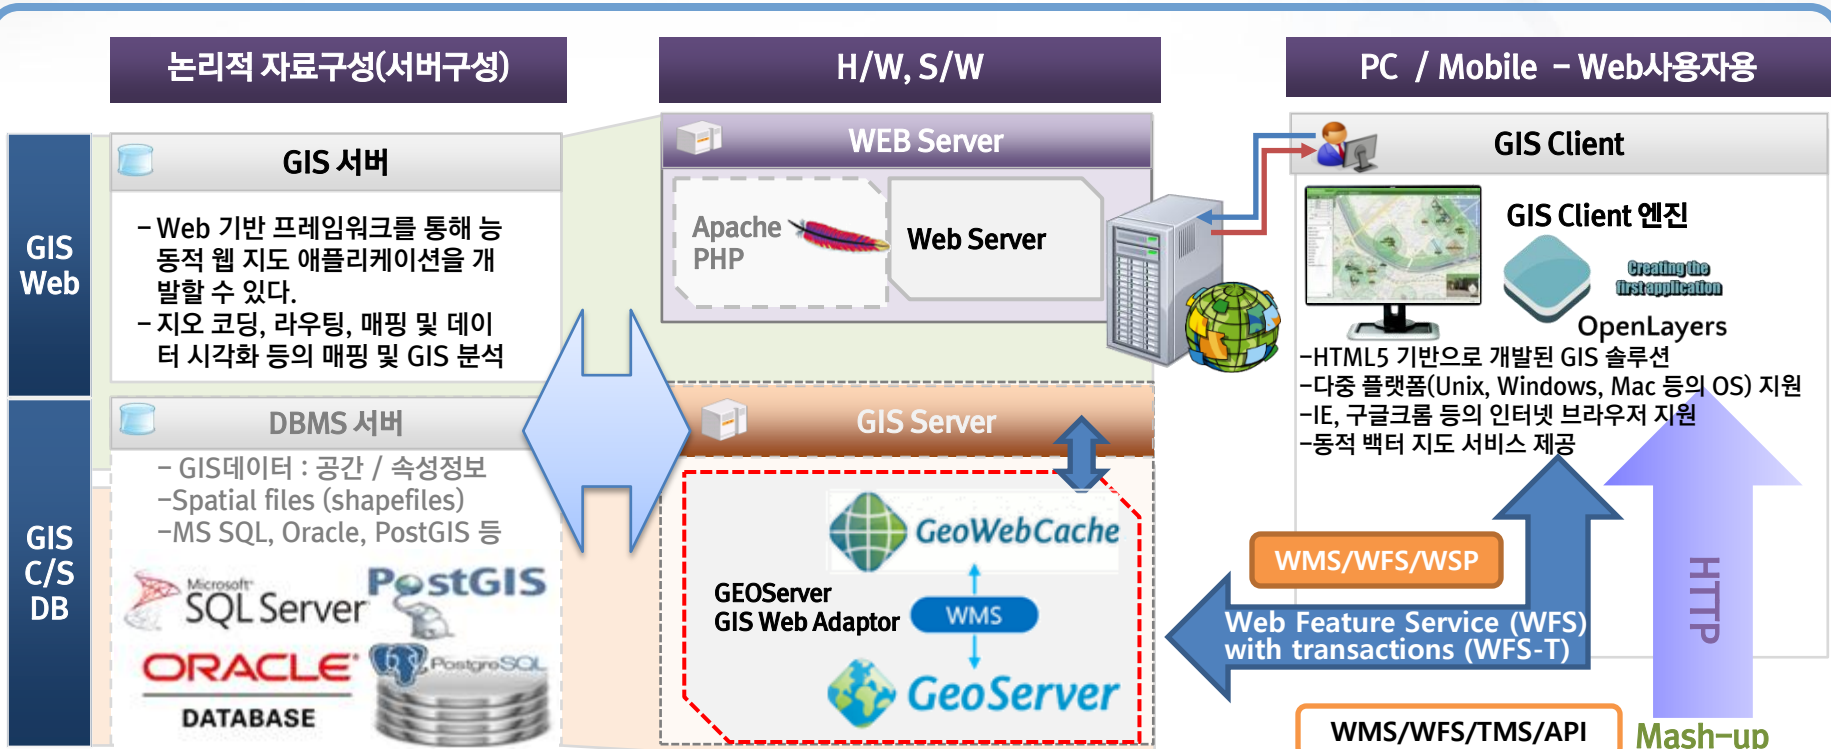 논리적 자료구성(서버구성)
H/W, S/W
PC / Mobile – Web사용자용
GIS
Web
GIS 서버
– Web 기반 프레임워크를 통해 능
동적 웹 지도 애플리케이션을 개
발할 수 있다.
– 지오 코딩, 라우팅, 매핑 및 데이
터 시각화 등의 매핑 및 GIS 분석
WEB Server
Apache
PHP
Web Server
GIS Client
GIS Client 엔진
Creating the
first application
OpenLayers
–HTML5 기반으로 개발된 GIS 솔루션
–다중 플랫폼(Unix, Windows, Mac 등의 OS) 지원
–IE, 구글크롬 등의 인터넷 브라우저 지원
–동적 백터 지도 서비스 제공
GIS
C/S
DB
DBMS 서버
– GIS데이터 : 공간 / 속성정보
–Spatial files (shapefiles)
–MS SQL, Oracle, PostGIS 등
Microsoft
SQL Server
PostGIS
ORACLE
DATABASE
PostgreSQL
GIS Server
GeoWebCache
GEOServer
GIS Web Adaptor
WMS
GeoServer
WMS/WFS/WSP
Web Feature Service (WFS)
with transactions (WFS-T)
HTTP
WMS/WFS/TMS/API
Mash-up